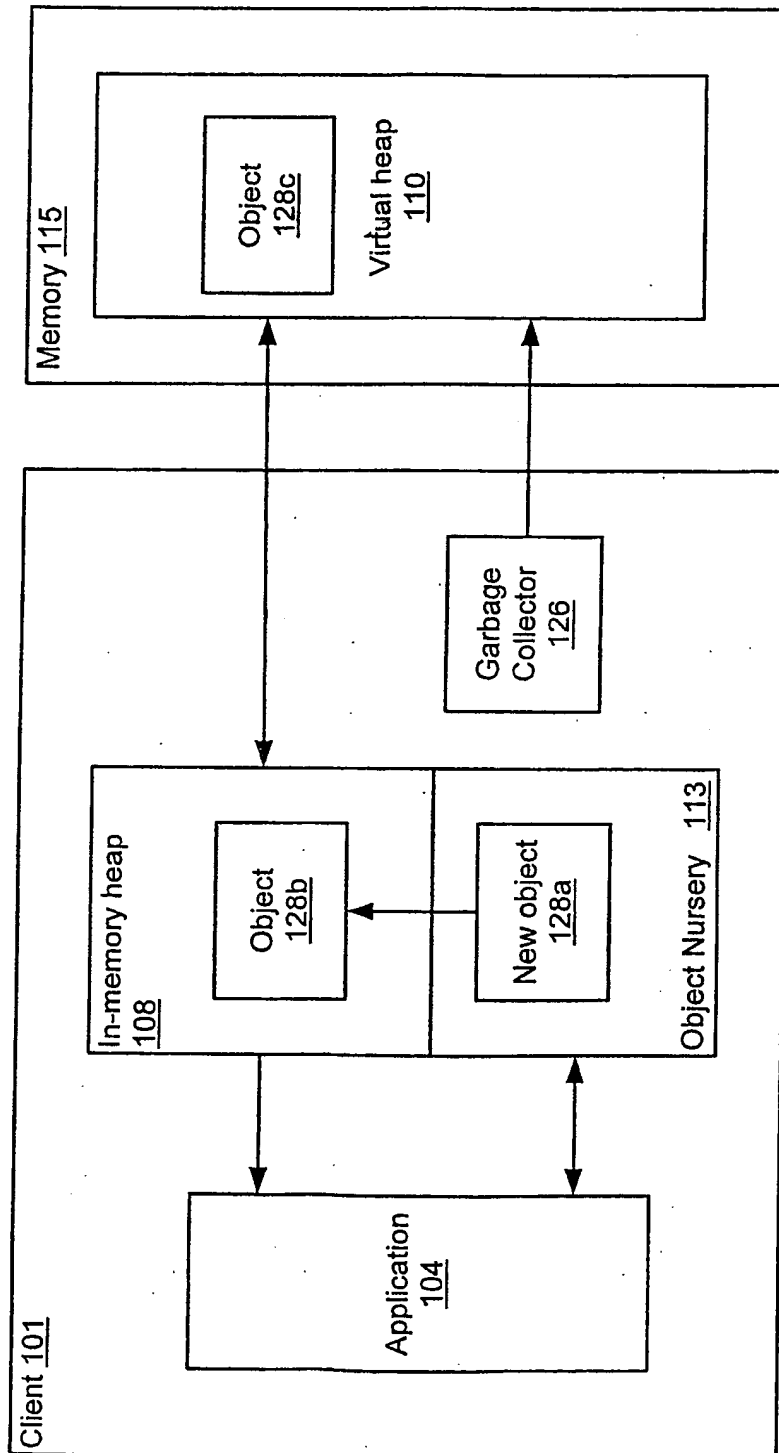 Client 101
Application
104
In-memory heap
108
Object
128b
New object
128a
Object Nursery 113
Garbage
Collector
126
Memory 115
Object
128c
Virtual heap
110